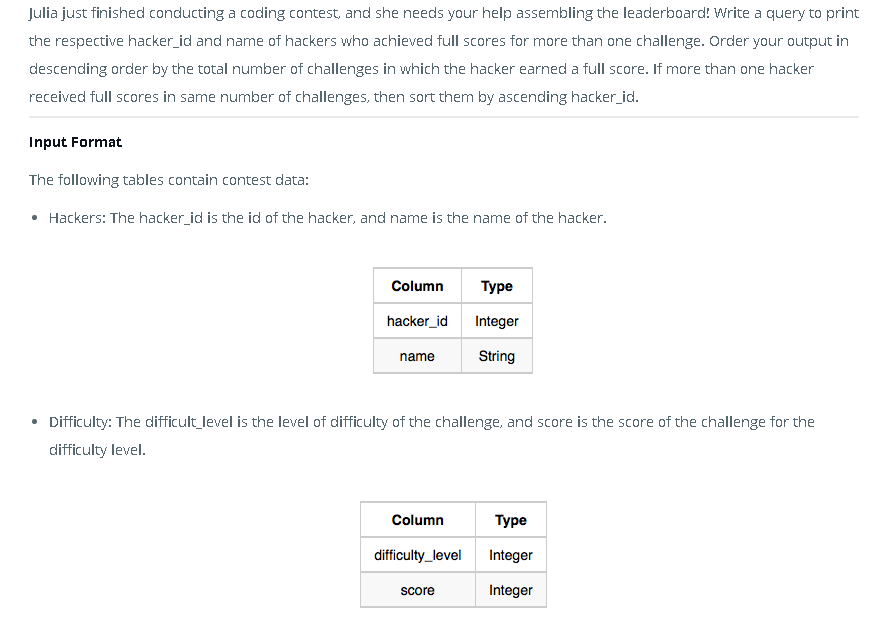 Julia just finished conducting a coding contest, and she needs your help assembling the leaderboard! Write a query to print
the respective hacker_id and name of hackers who achieved full scores for more than one challenge. Order your output in
descending order by the total number of challenges in which the hacker earned a full score. If more than one hacker
received full scores in same number of challenges, then sort them by ascending hacker_id.
Input Format
The following tables contain contest data:
• Hackers: The hacker_id is the id of the hacker, and name is the name of the hacker.
Column Type
hacker_id Integer
name String
• Difficulty: The difficult_level is the level of difficulty of the challenge, and score is the score of the challenge for the
difficulty level.
Column Type
difficulty_level Integer
score Integer